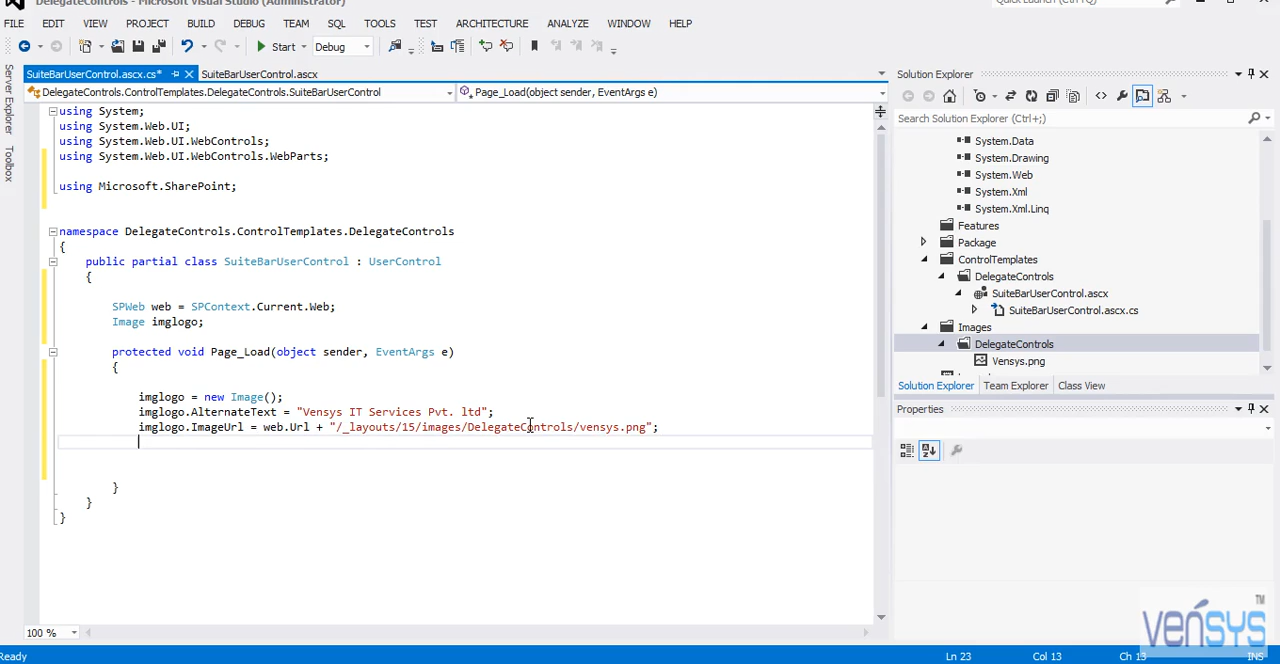 DelegateControls - Microsoft Visual Studio (Administrator)
Quick Launch (Ctrl+Q)
FILE EDIT VIEW PROJECT BUILD DEBUG TEAM SQL TOOLS TEST ARCHITECTURE ANALYZE WINDOW HELP
Start Debug
SuiteBarUserControl.ascx.cs* SuiteBarUserControl.ascx
DelegateControls.ControlTemplates.DelegateControls.SuiteBarUserControl Page_Load(object sender, EventArgs e)
Server Explorer
Toolbox
using System;
using System.Web.UI;
using System.Web.UI.WebControls;
using System.Web.UI.WebControls.WebParts;
using Microsoft.SharePoint;
namespace DelegateControls.ControlTemplates.DelegateControls
{
public partial class SuiteBarUserControl : UserControl
{
SPWeb web = SPContext.Current.Web;
Image imglogo;
protected void Page_Load(object sender, EventArgs e)
{
imglogo = new Image();
imglogo.AlternateText = "Vensys IT Services Pvt. ltd";
imglogo.ImageUrl = web.Url + "/_layouts/15/images/DelegateControls/vensys.png";
}
}
}
100 %
Solution Explorer
Search Solution Explorer (Ctrl+;)
System.Data
System.Drawing
System.Web
System.Xml
System.Xml.Linq
Features
Package
ControlTemplates
DelegateControls
SuiteBarUserControl.ascx
SuiteBarUserControl.ascx.cs
Images
DelegateControls
Vensys.png
Solution Explorer Team Explorer Class View
Properties
vensys TM
Ready Ln 23 Col 13 Ch 13 INS